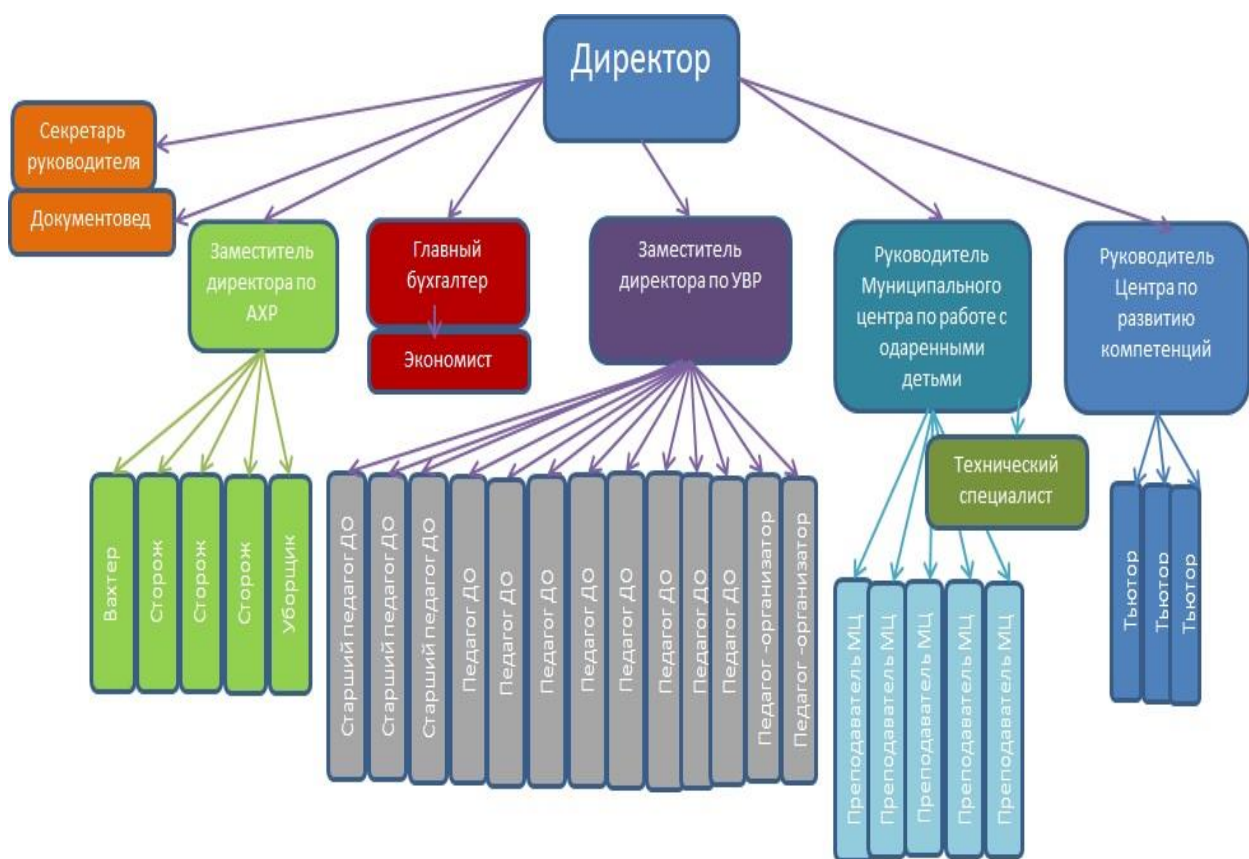 Директор
Секретарь
руководителя
Документовед
Заместитель
директора по
АХР
Главный
бухгалтер
Экономист
Заместитель
директора по УВР
Руководитель
Муниципального
центра по работе с
одаренными
детьми
Руководитель
Центра по
развитию
компетенций
Технический
специалист
Вахтер
Сторож
Сторож
Сторож
Уборщик
Старший педагог ДО
Старший педагог ДО
Старший педагог ДО
Педагог ДО
Педагог ДО
Педагог ДО
Педагог ДО
Педагог ДО
Педагог ДО
Педагог ДО
Педагог ДО
Педагог –организатор
Педагог –организатор
Преподаватель МЦ
Преподаватель МЦ
Преподаватель МЦ
Преподаватель МЦ
Преподаватель МЦ
Тьютор
Тьютор
Тьютор